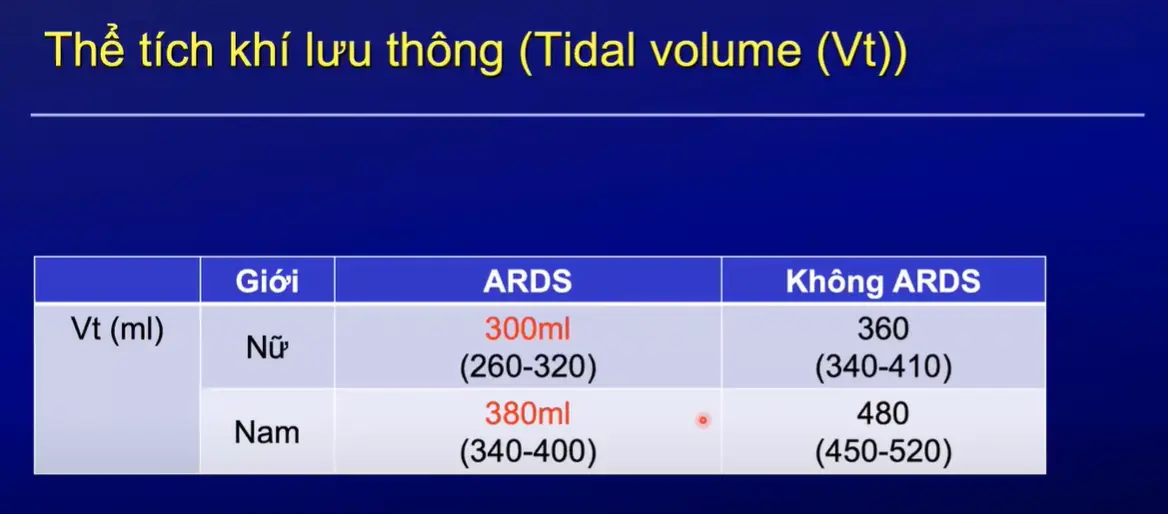 Thể tích khí lưu thông (Tidal volume (Vt))
Giới ARDS Không ARDS
Vt (ml)
Nữ
300ml
(260-320)
360
(340-410)
Nam
380ml
(340-400)
480
(450-520)